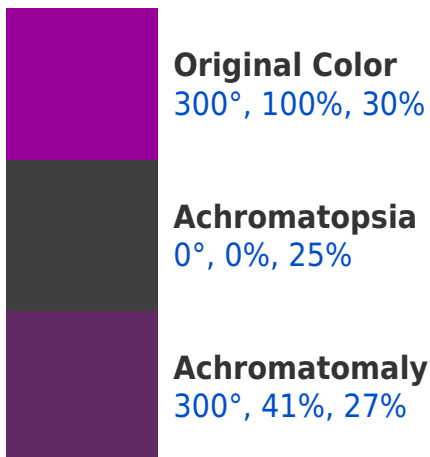 Original Color
300°, 100%, 30%
Achromatopsia
0°, 0%, 25%
Achromatomaly
300°, 41%, 27%